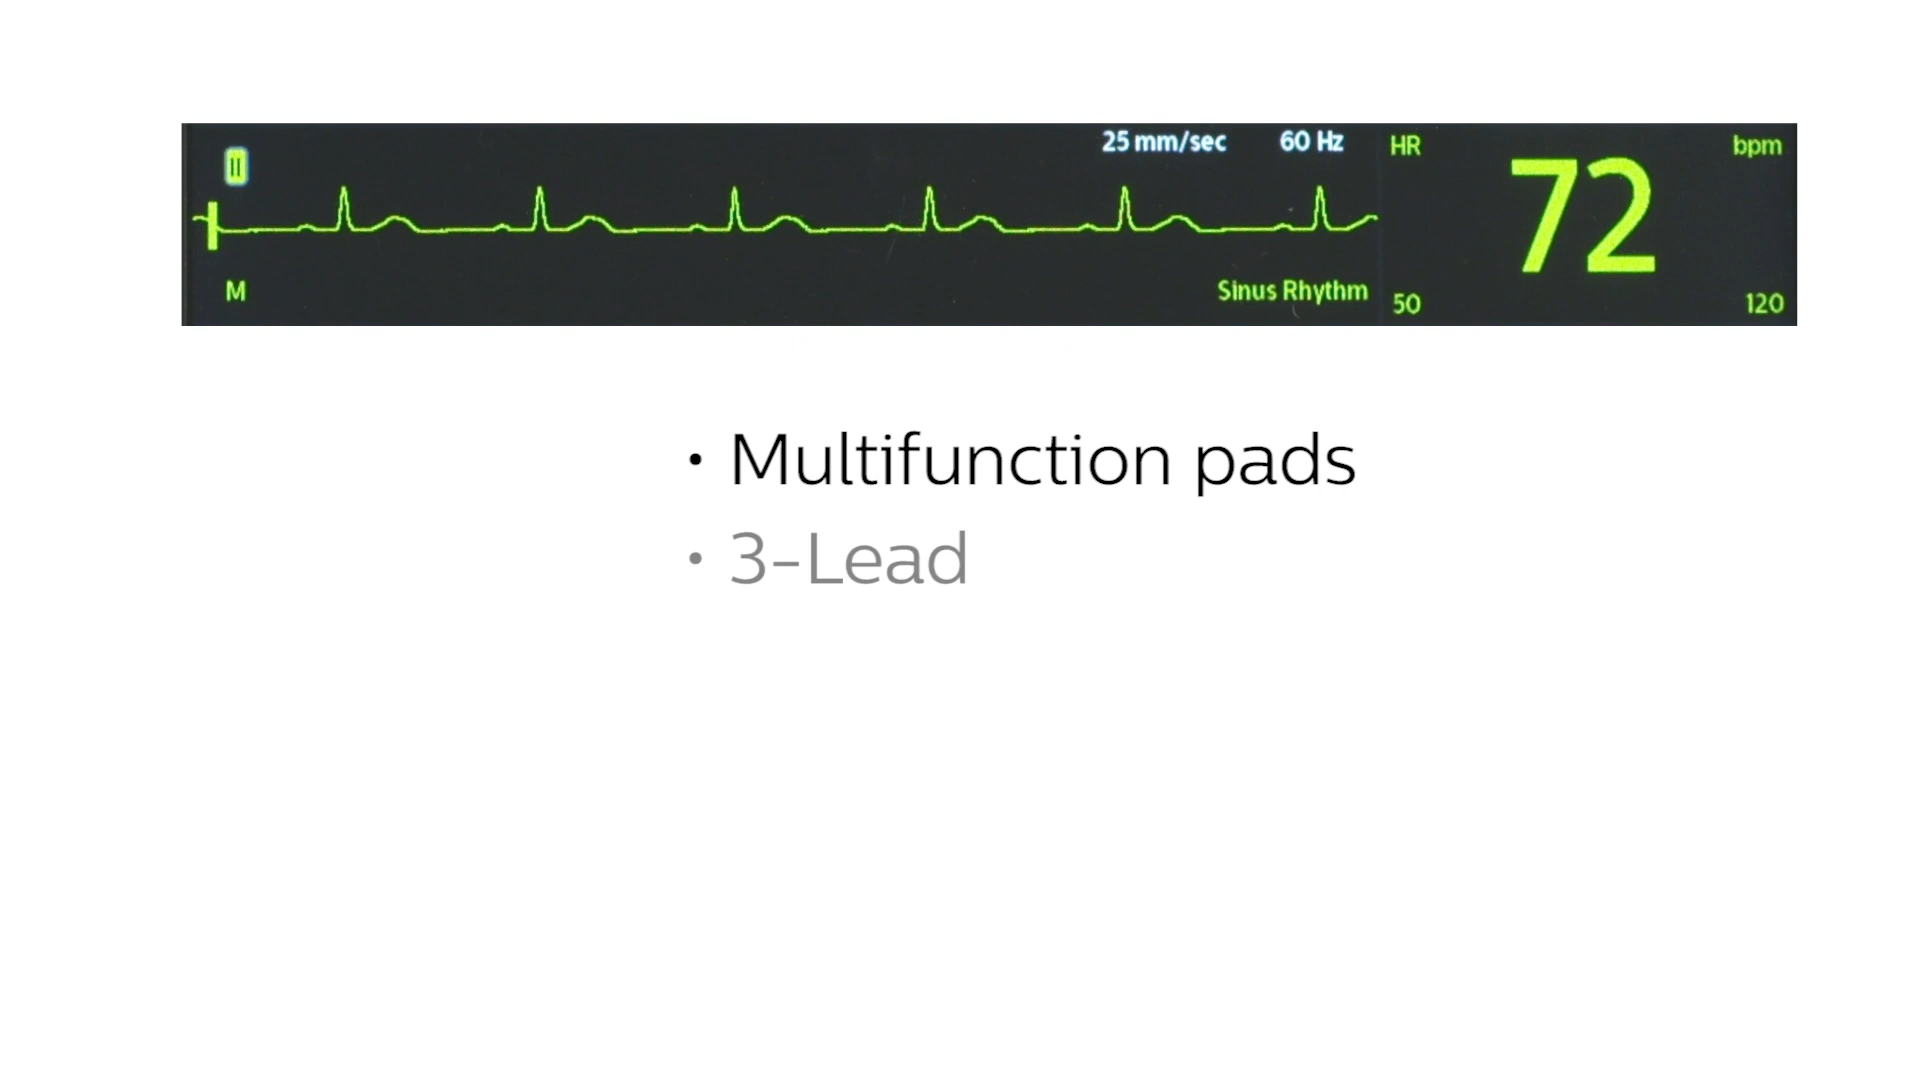 25 mm/sec 60 Hz HR bpm
II
72
M
Sinus Rhythm 50 120
• Multifunction pads
• 3-Lead